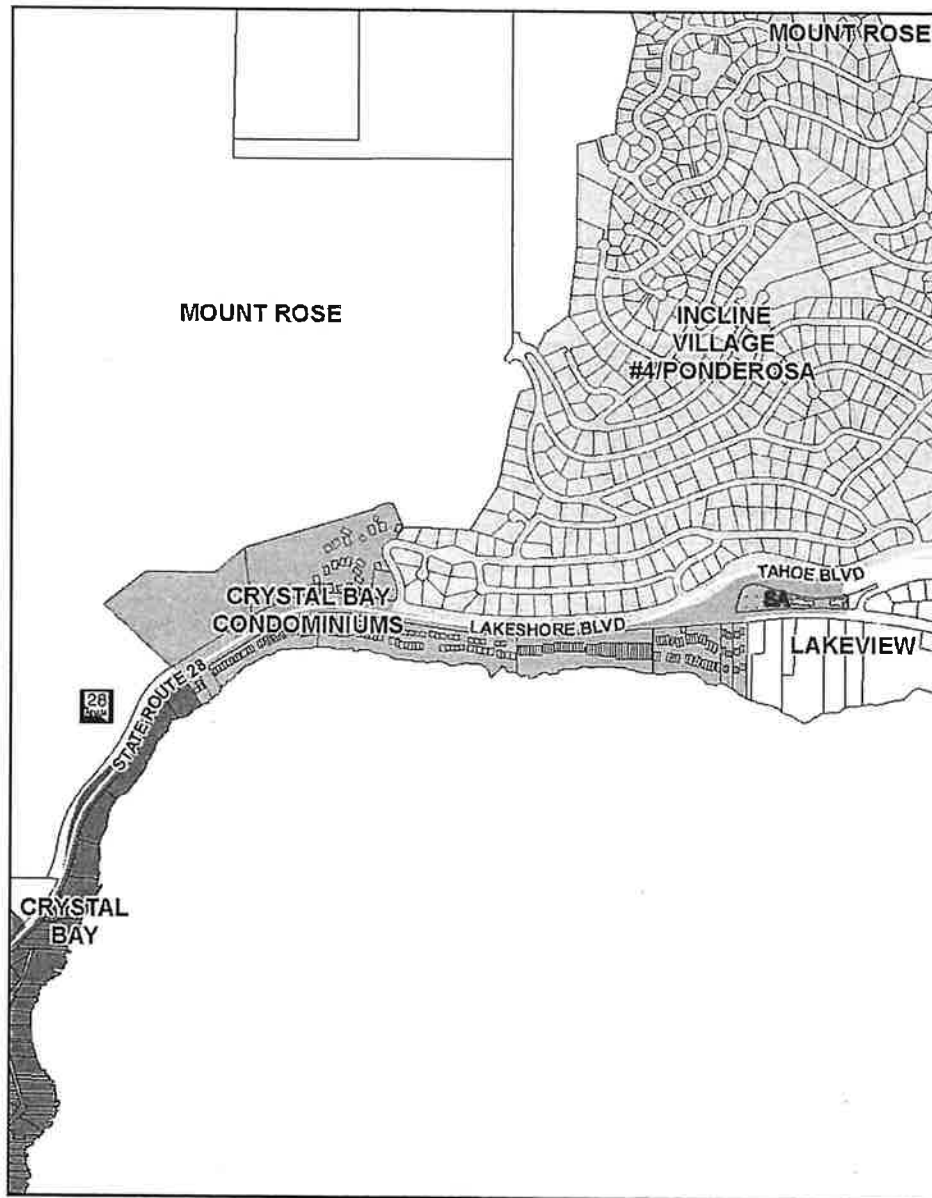 MOUNT ROSE
MOUNT ROSE
INCLINE
VILLAGE
#4/PONDEROSA
TAHOE BLVD
CRYSTAL BAY
CONDOMINIUMS
LAKESHORE BLVD
LAKEVIEW
28
STATE ROUTE 28
CRYSTAL
BAY